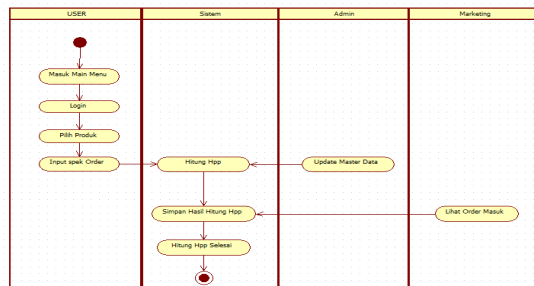 USER
Sistem
Admin
Marketing
Masuk Main Menu
Login
Pilih Produk
Input spek Order
Hitung Hpp
Update Master Data
Simpan Hasil Hitung Hpp
Lihat Order Masuk
Hitung Hpp Selesai